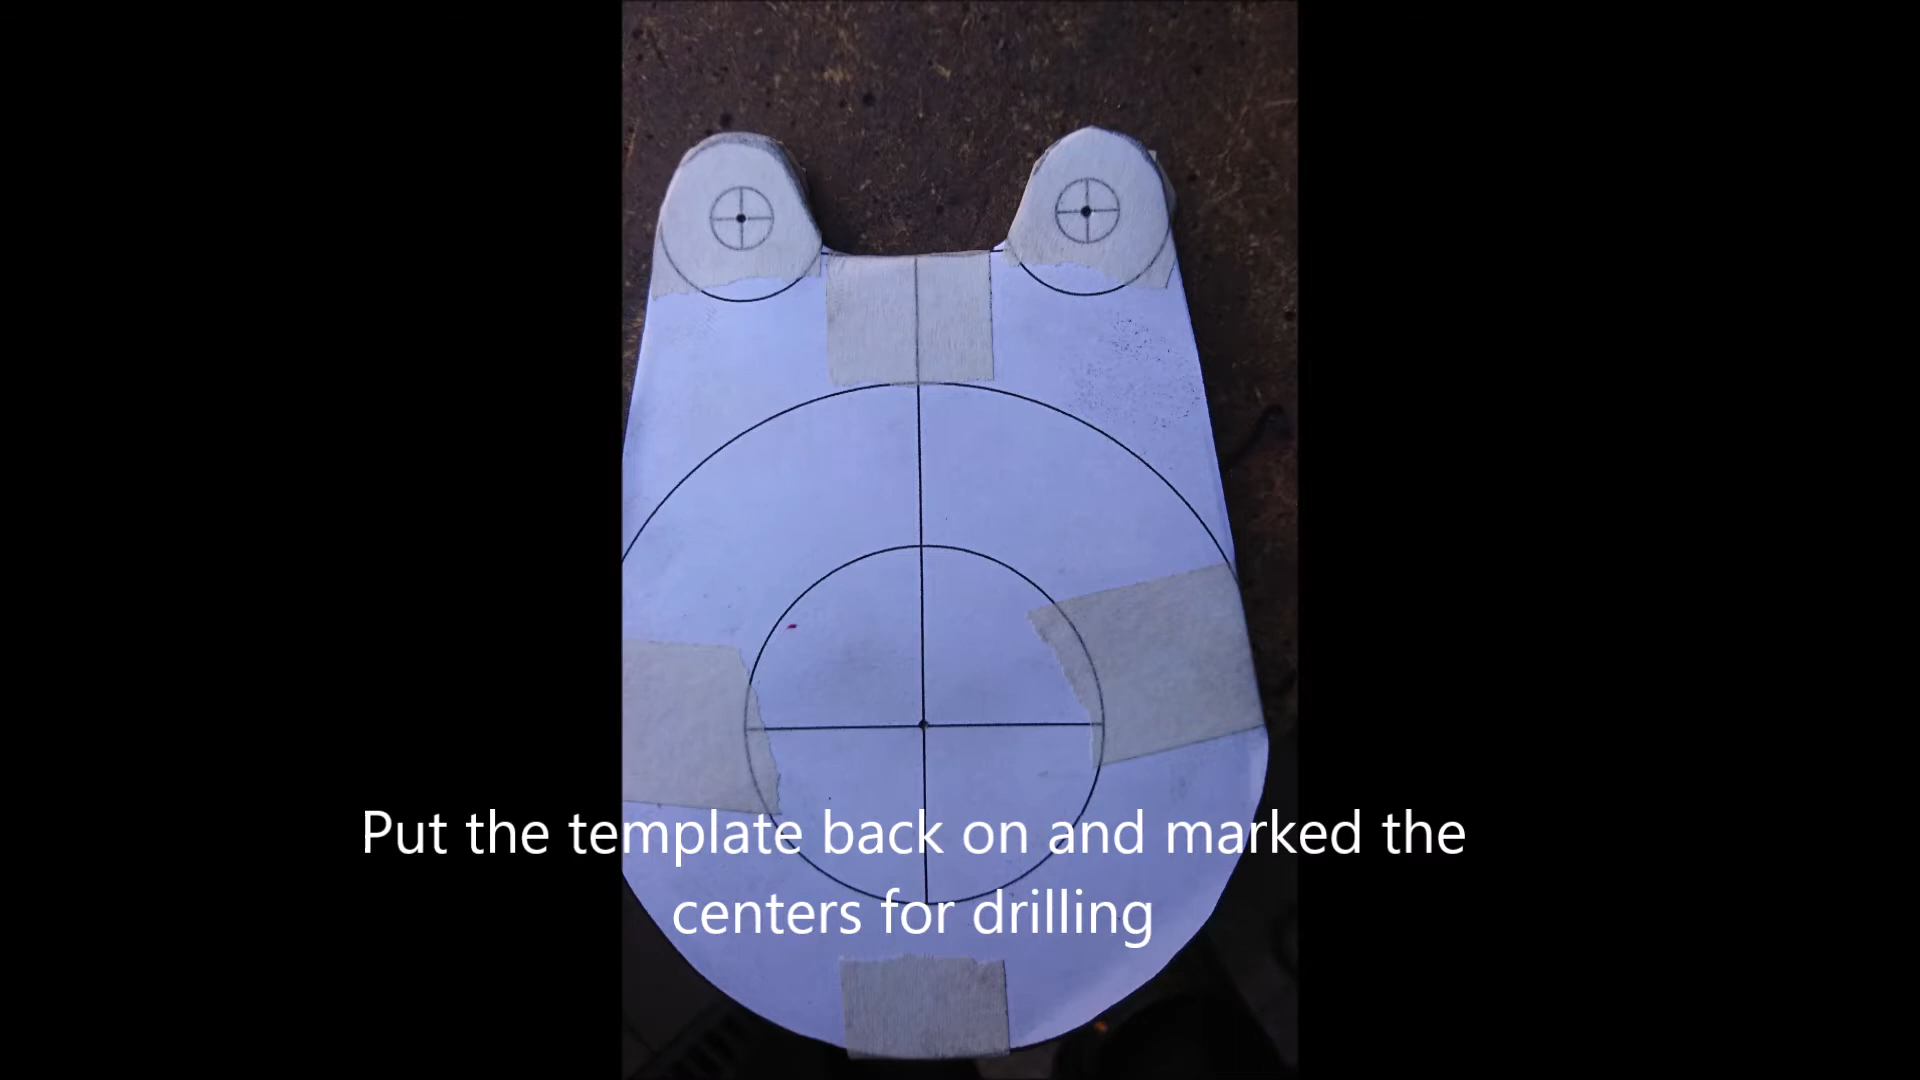 Put the template back on and marked the
centers for drilling